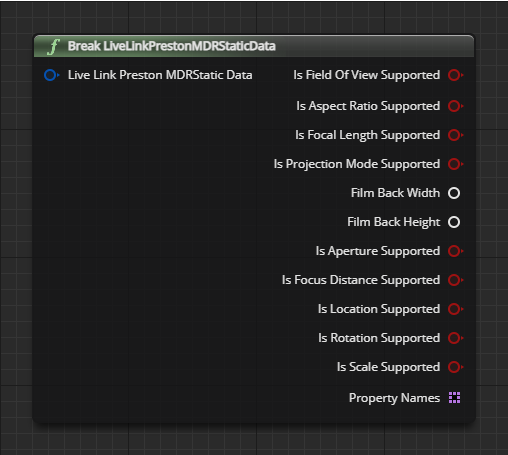 f Break LiveLinkPrestonMDRStaticData
Live Link Preston MDRStatic Data
Is Field Of View Supported
Is Aspect Ratio Supported
Is Focal Length Supported
Is Projection Mode Supported
Film Back Width
Film Back Height
Is Aperture Supported
Is Focus Distance Supported
Is Location Supported
Is Rotation Supported
Is Scale Supported
Property Names